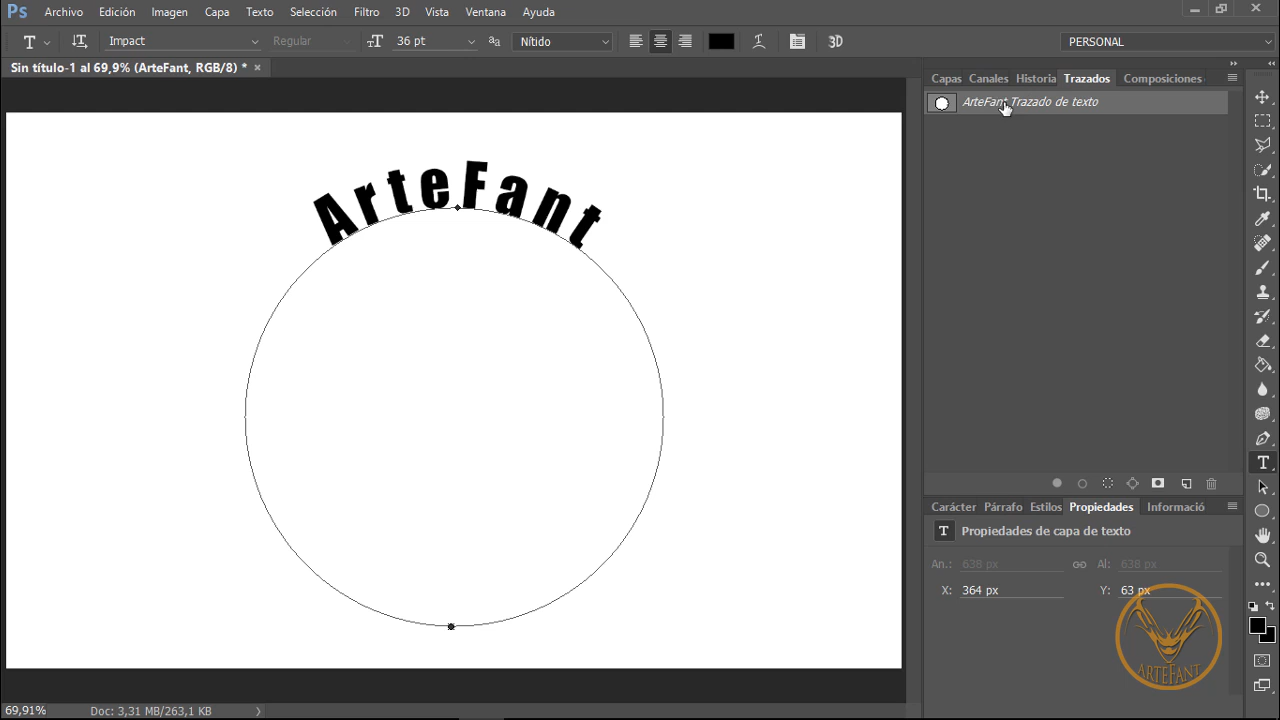 Ps Archivo Edición Imagen Capa Texto Selección Filtro 3D Vista Ventana Ayuda
T Impact Regular 36 pt aa Nítido 3D PERSONAL
Sin título-1 al 69,9% (ArteFant, RGB/8) * ×
Capas Canales Historia Trazados Composiciones
ArteFant Trazado de texto
ArteFant
Carácter Párrafo Estilos Propiedades Informació
T Propiedades de capa de texto
An.: 638 px Al: 638 px
X: 364 px Y: 63 px
ARTEFANT
69,91% Doc: 3,31 MB/263,1 KB